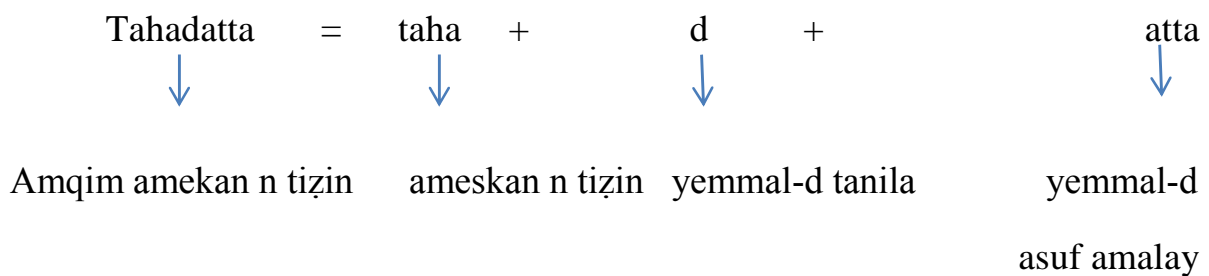 Tahadatta = taha + d + atta
Amqim amekan n tiẓin ameskan n tiẓin yemmal-d tanila yemmal-d
asuf amalay